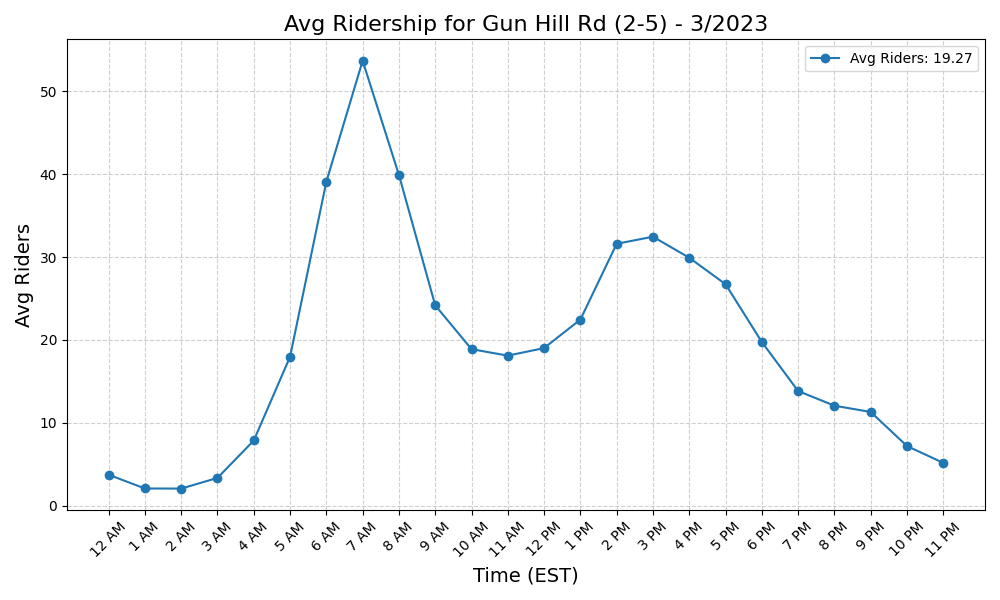 Avg Ridership for Gun Hill Rd (2-5) - 3/2023
Avg Riders: 19.27
Avg Riders
50
40
30
20
10
0
12 AM
1 AM
2 AM
3 AM
4 AM
5 AM
6 AM
7 AM
8 AM
9 AM
10 AM
11 AM
12 PM
1 PM
2 PM
3 PM
4 PM
5 PM
6 PM
7 PM
8 PM
9 PM
10 PM
11 PM
Time (EST)